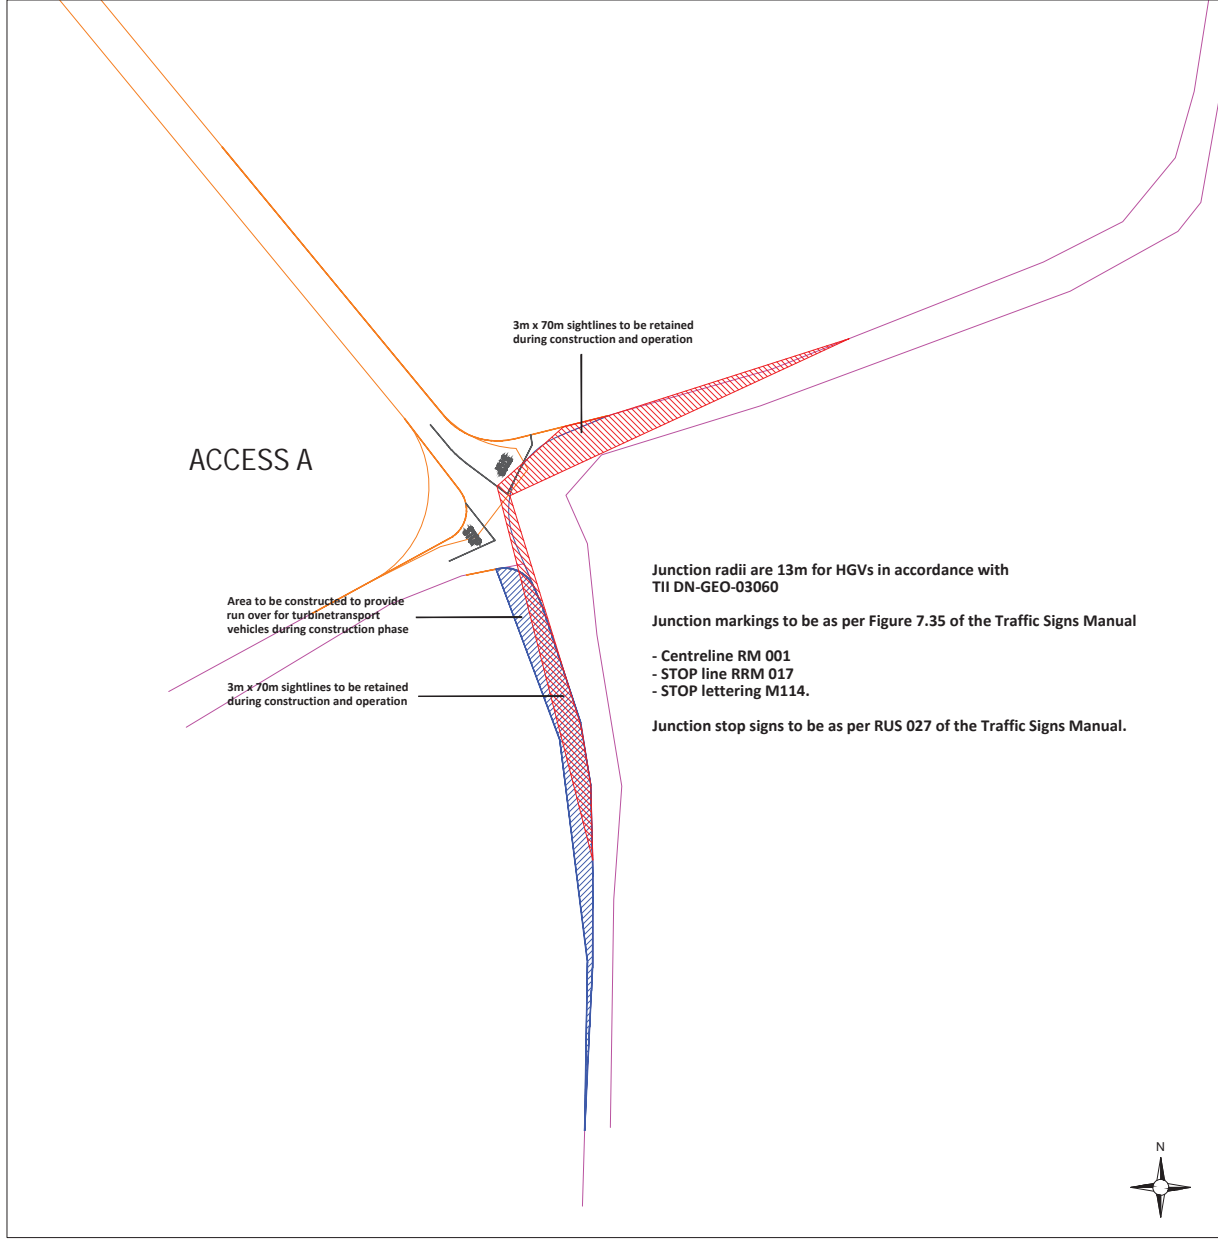 3m x 70m sightlines to be retained
during construction and operation
ACCESS A
Junction radii are 13m for HGVs in accordance with
TII DN-GEO-03060
Area to be constructed to provide
run over for turbinetransport
vehicles during construction phase
Junction markings to be as per Figure 7.35 of the Traffic Signs Manual
- Centreline RM 001
- STOP line RRM 017
- STOP lettering M114.
3m x 70m sightlines to be retained
during construction and operation
Junction stop signs to be as per RUS 027 of the Traffic Signs Manual.
N